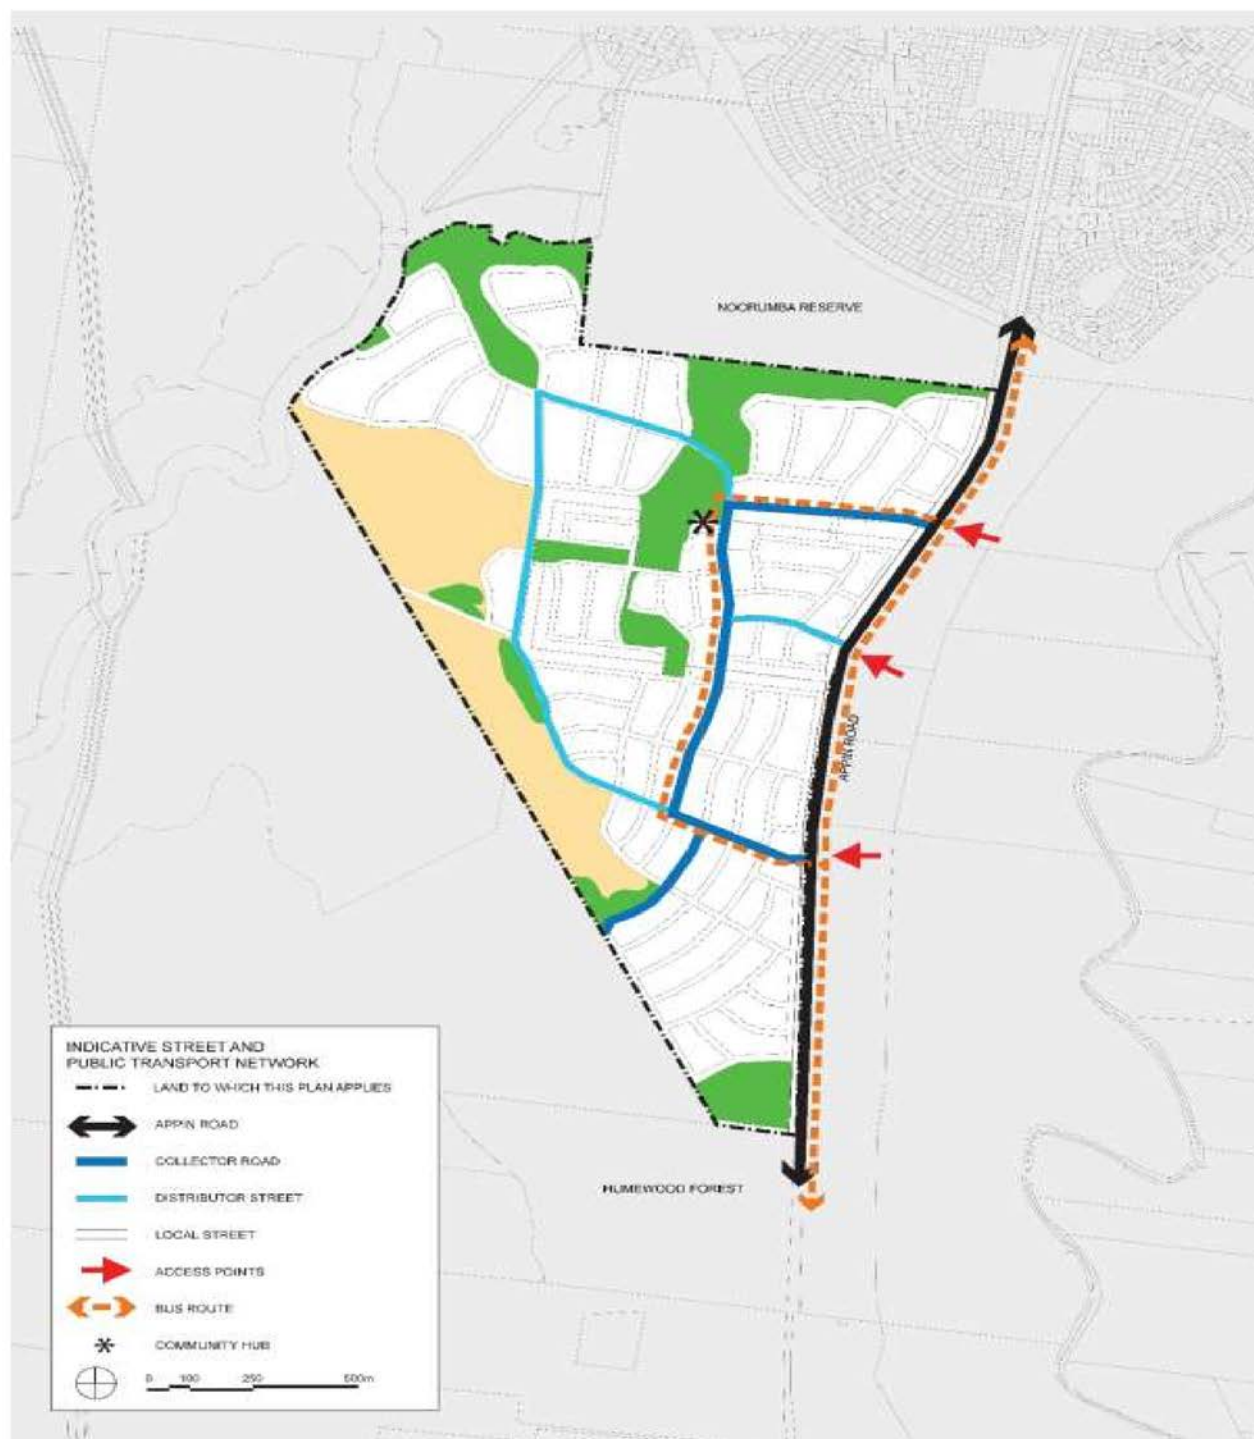 NOORUMBA RESERVE
APPIN ROAD
HUMEWOOD FOREST
INDICATIVE STREET AND
PUBLIC TRANSPORT NETWORK
LAND TO WHICH THIS PLAN APPLIES
APPIN ROAD
COLLECTOR ROAD
DISTRIBUTOR STREET
LOCAL STREET
ACCESS POINTS
BUS ROUTE
COMMUNITY HUB
0 100 250 500m